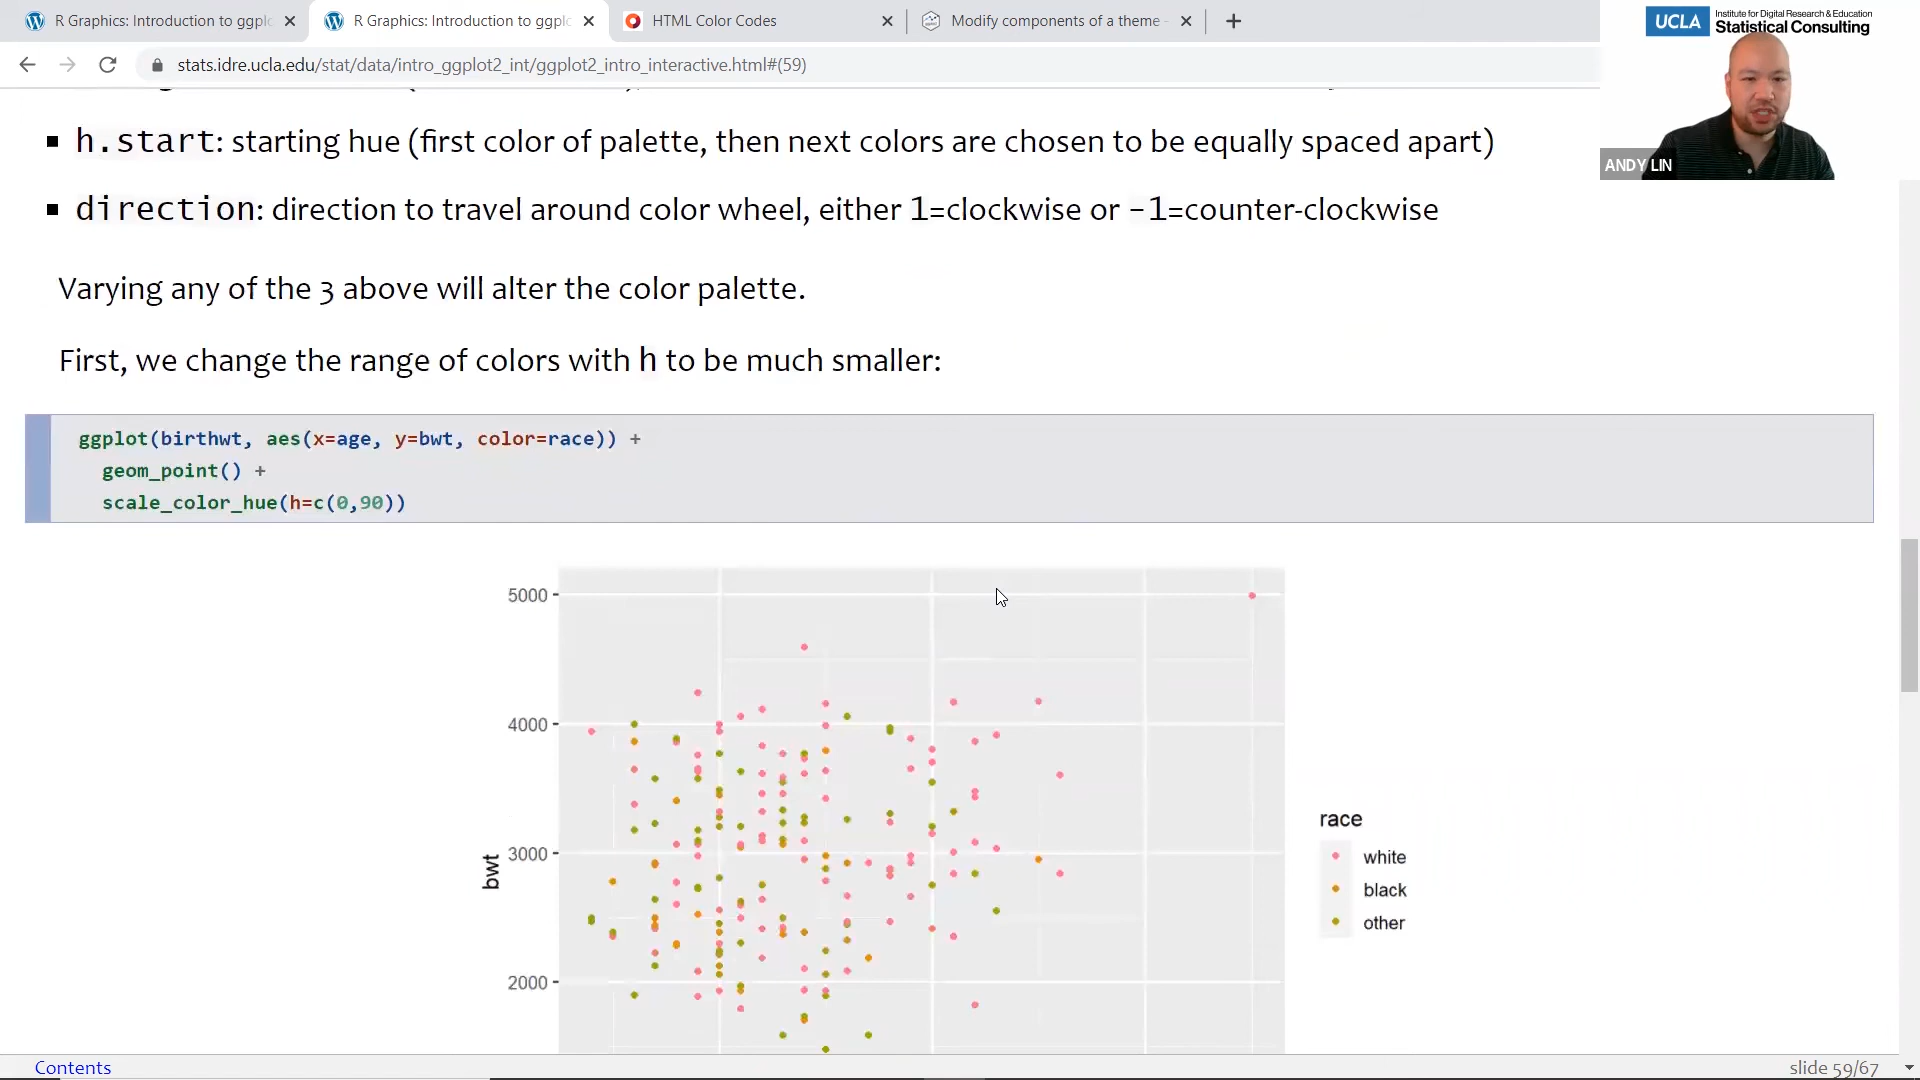 R Graphics: Introduction to ggpl
R Graphics: Introduction to ggpl
HTML Color Codes
Modify components of a theme -
UCLA
Institute for Digital Research & Education
Statistical Consulting
stats.idre.ucla.edu/stat/data/intro_ggplot2_int/ggplot2_intro_interactive.html#(59)
ANDY LIN
h.start: starting hue (first color of palette, then next colors are chosen to be equally spaced apart)
direction: direction to travel around color wheel, either 1=clockwise or -1=counter-clockwise
Varying any of the 3 above will alter the color palette.
First, we change the range of colors with h to be much smaller:
ggplot(birthwt, aes(x=age, y=bwt, color=race)) +
geom_point() +
scale_color_hue(h=c(0,90))
5000
4000
3000
2000
bwt
race
white
black
other
Contents
slide 59/67